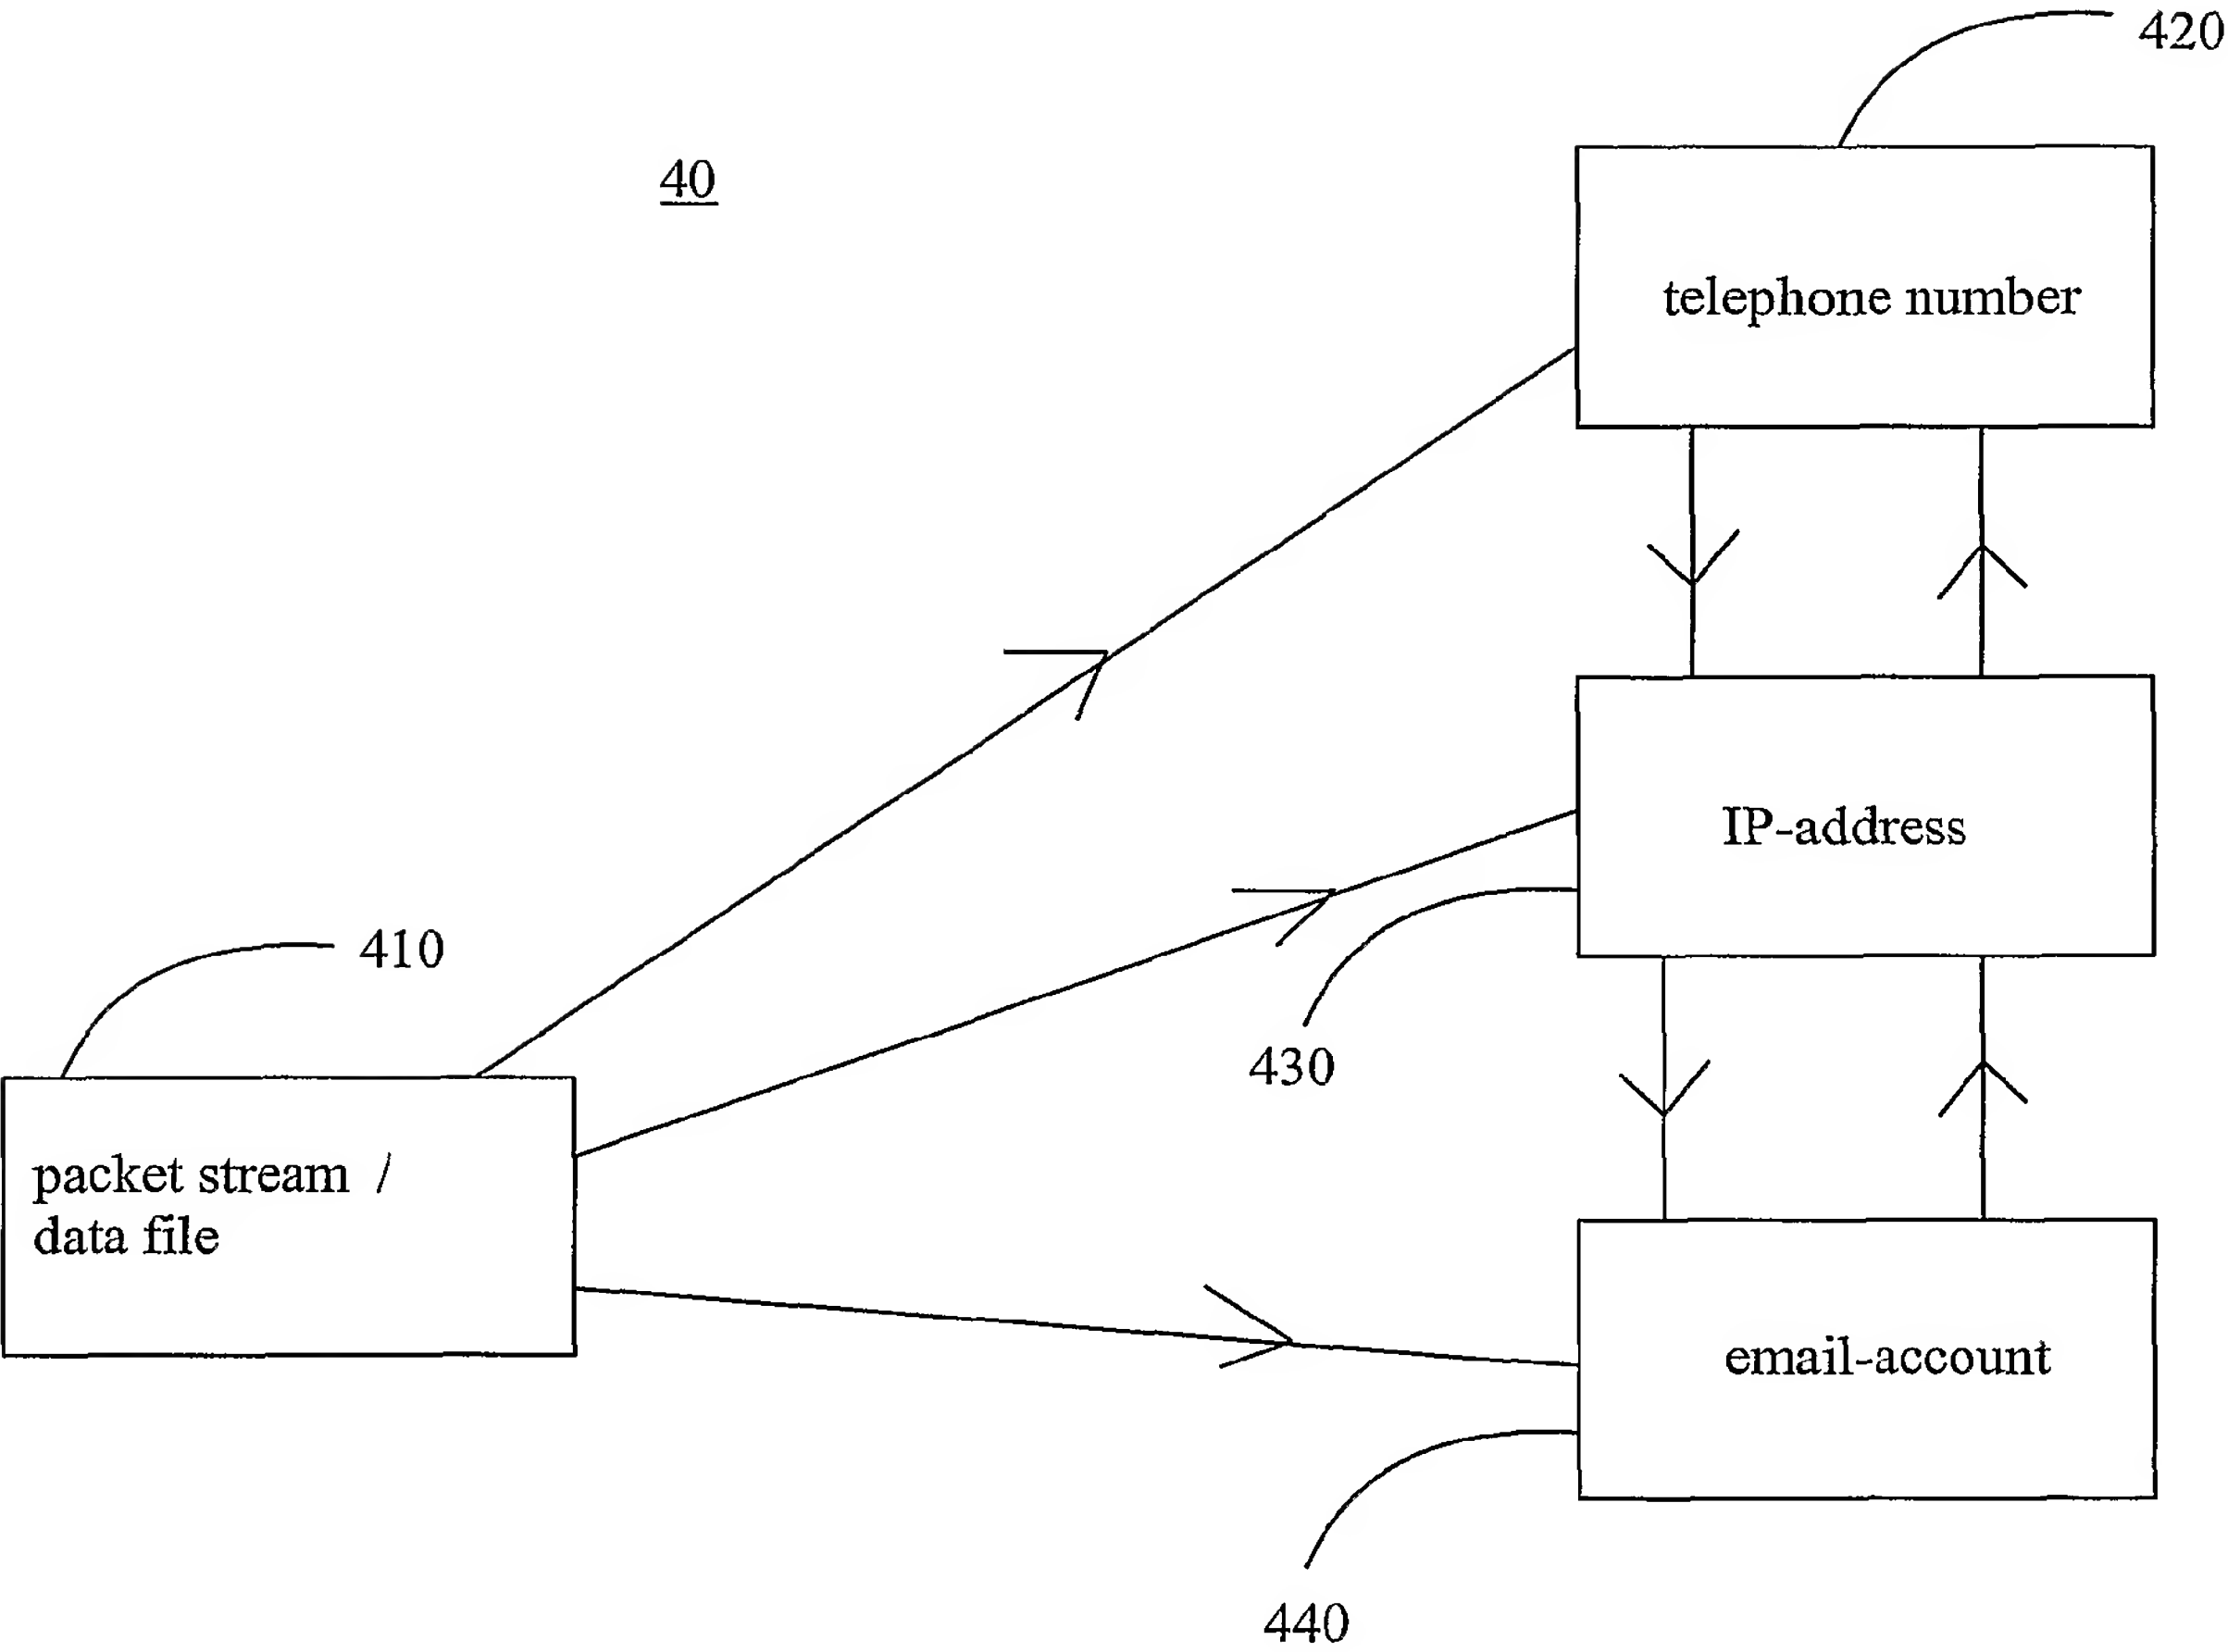 420
40
telephone number
IP-address
410
430
packet stream /
data file
email-account
440